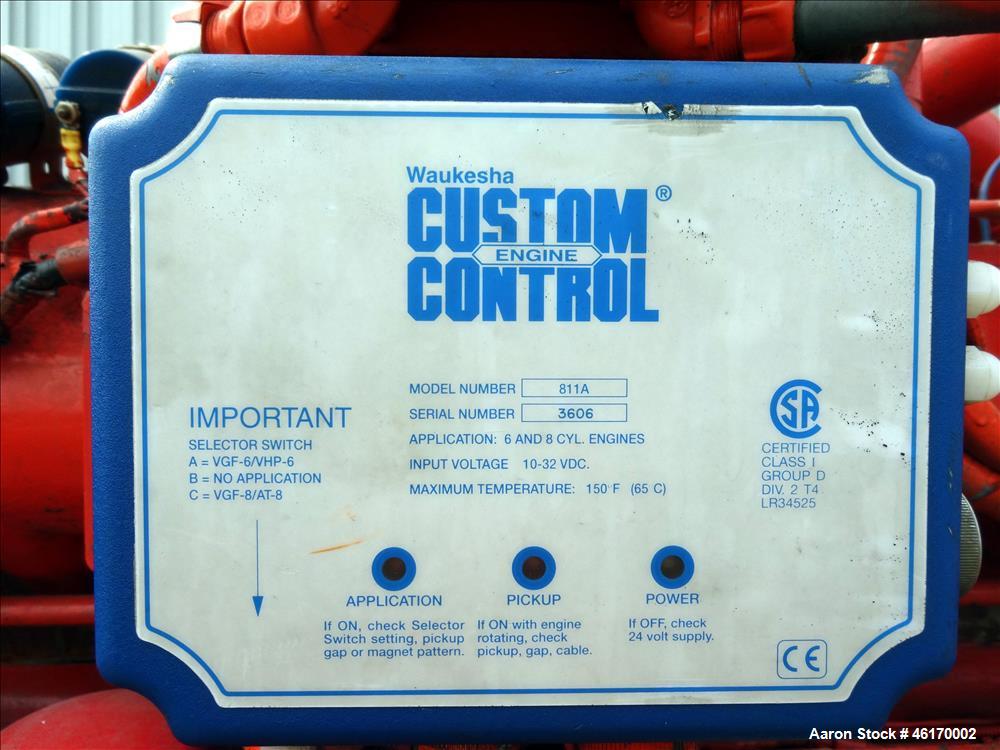 Waukesha
CUSTOM ®
ENGINE
CONTROL
MODEL NUMBER 811A
SERIAL NUMBER 3606
APPLICATION: 6 AND 8 CYL. ENGINES
INPUT VOLTAGE 10-32 VDC.
MAXIMUM TEMPERATURE: 150°F (65 C)
IMPORTANT
SELECTOR SWITCH
A = VGF-6/VHP-6
B = NO APPLICATION
C = VGF-8/AT-8
CSA
CERTIFIED
CLASS I
GROUP D
DIV. 2 T4
LR34525
APPLICATION
If ON, check Selector
Switch setting, pickup
gap or magnet pattern.
PICKUP
If ON with engine
rotating, check
pickup, gap, cable.
POWER
If OFF, check
24 volt supply.
CE
Aaron Stock # 46170002